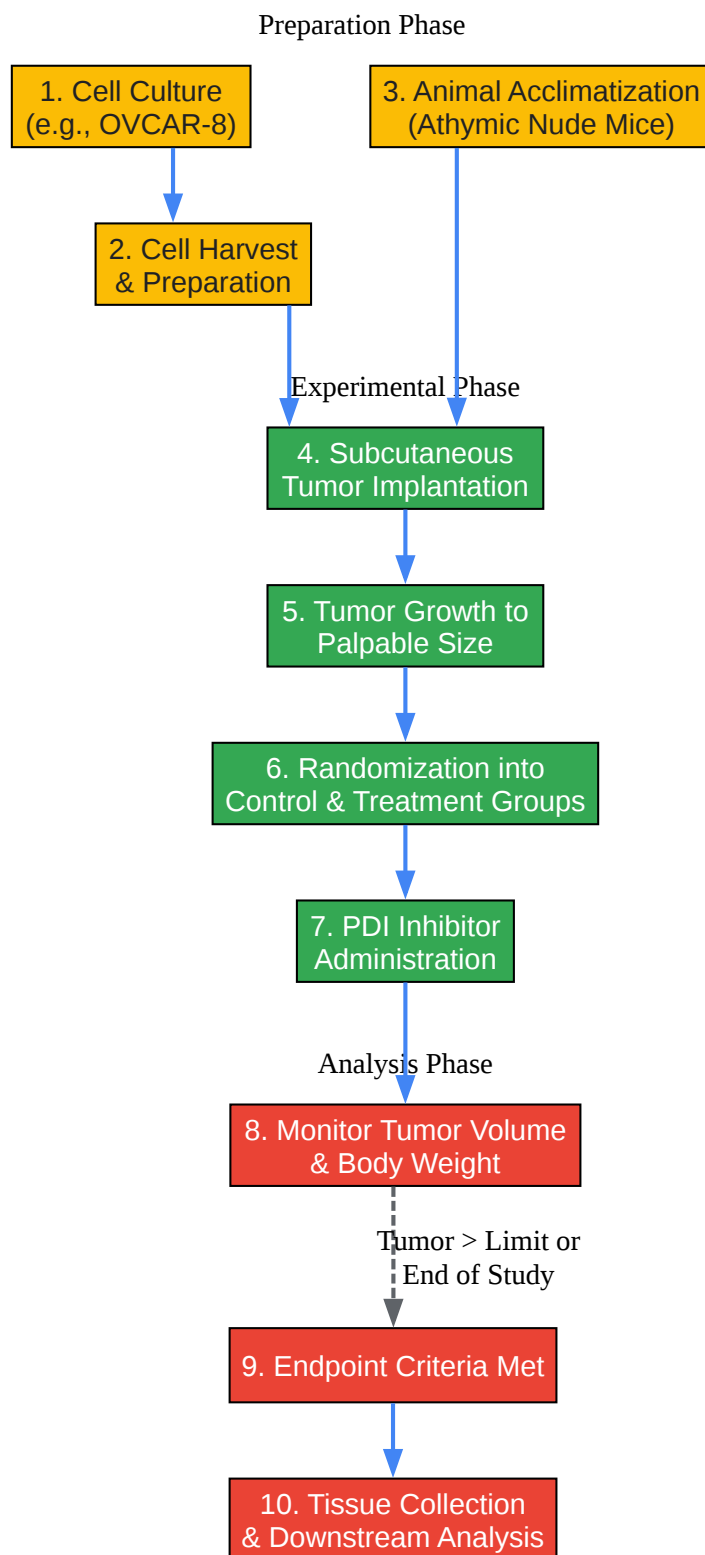 Preparation Phase
1. Cell Culture
(e.g., OVCAR-8)
3. Animal Acclimatization
(Athymic Nude Mice)
2. Cell Harvest
& Preparation
Experimental Phase
4. Subcutaneous
Tumor Implantation
5. Tumor Growth to
Palpable Size
6. Randomization into
Control & Treatment Groups
7. PDI Inhibitor
Administration
Analysis Phase
8. Monitor Tumor Volume
& Body Weight
Tumor > Limit or
End of Study
9. Endpoint Criteria Met
10. Tissue Collection
& Downstream Analysis